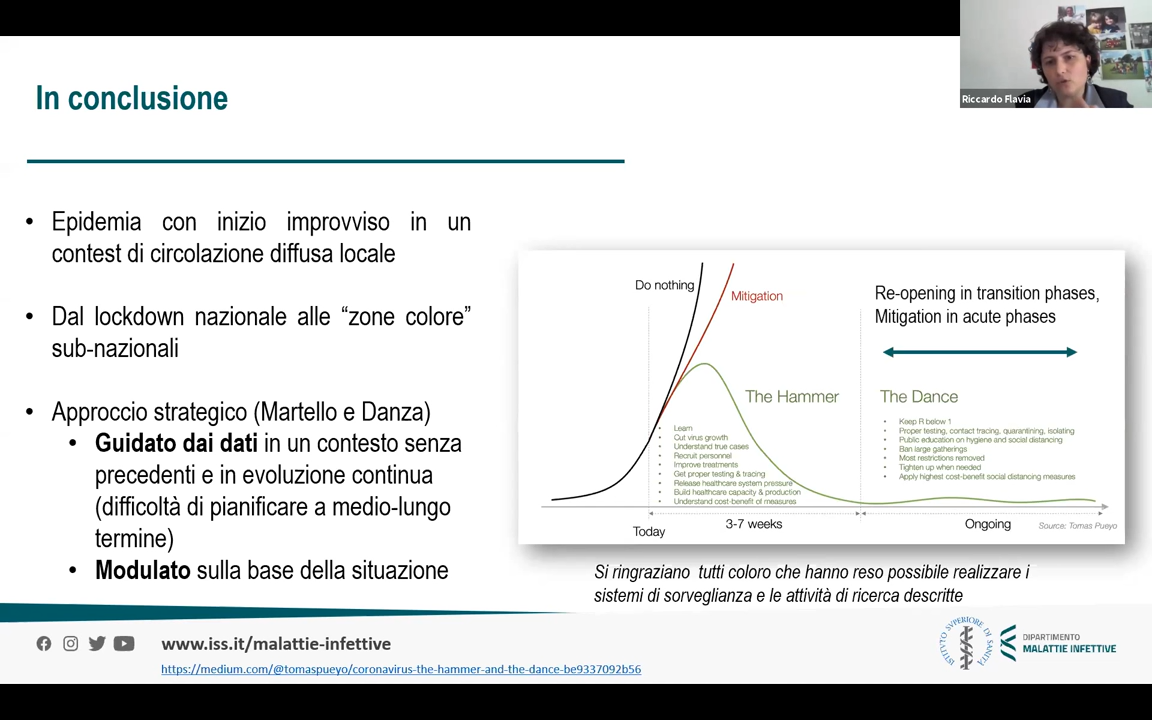 Riccardo Flavia
In conclusione
• Epidemia con inizio improvviso in un
contest di circolazione diffusa locale
• Dal lockdown nazionale alle “zone colore”
sub-nazionali
• Approccio strategico (Martello e Danza)
• Guidato dai dati in un contesto senza
precedenti e in evoluzione continua
(difficoltà di pianificare a medio-lungo
termine)
• Modulato sulla base della situazione
Do nothing
Mitigation
Re-opening in transition phases,
Mitigation in acute phases
The Hammer
• Learn
• Cut virus growth
• Understand true cases
• Recruit personnel
• Improve treatments
• Get proper testing & tracing
• Release healthcare system pressure
• Build healthcare capacity & production
• Understand cost-benefit of measures
The Dance
• Keep R below 1
• Proper testing, contact tracing, quarantining, isolating
• Public education on hygiene and social distancing
• Ban large gatherings
• Most restrictions removed
• Tighten up when needed
• Apply highest cost-benefit social distancing measures
Today
3-7 weeks
Ongoing
Source: Tomas Pueyo
Si ringraziano tutti coloro che hanno reso possibile realizzare i
sistemi di sorveglianza e le attività di ricerca descritte
www.iss.it/malattie-infettive
https://medium.com/@tomaspueyo/coronavirus-the-hammer-and-the-dance-be9337092b56
ISTITUTO SUPERIORE DI SANITÀ
DIPARTIMENTO
MALATTIE INFETTIVE